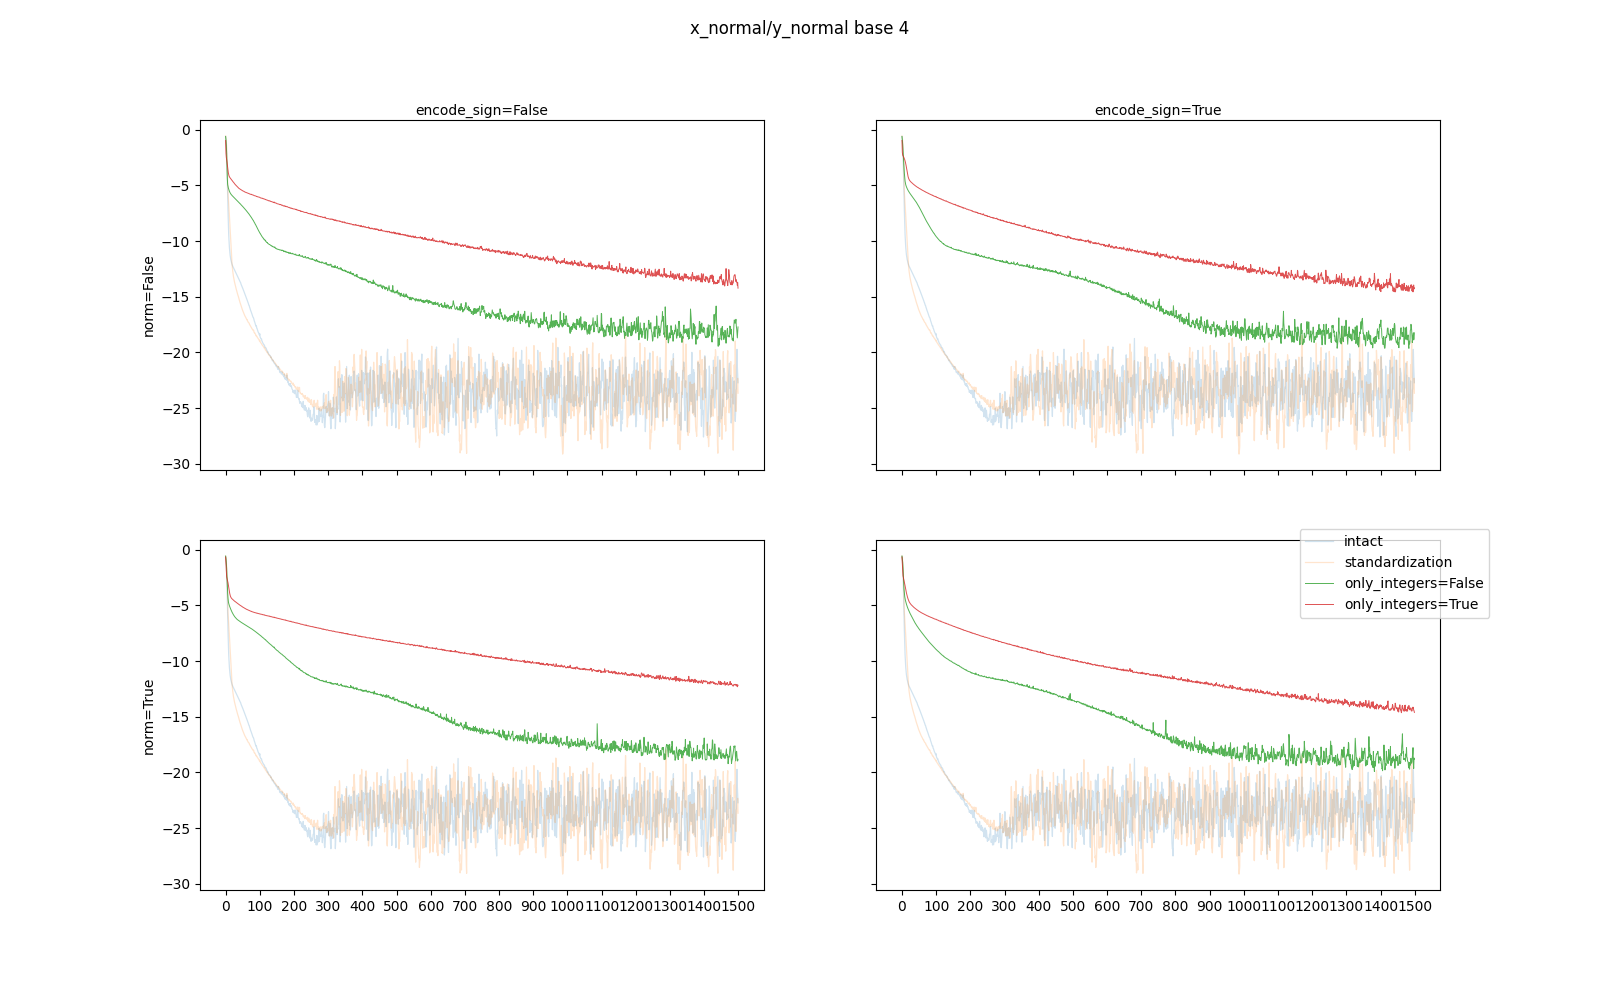 x_normal/y_normal base 4
encode_sign=False
encode_sign=True
0
−5
−10
−15
−20
−25
−30
norm=False
0
−5
−10
−15
−20
−25
−30
norm=True
intact
standardization
only_integers=False
only_integers=True
0 100 200 300 400 500 600 700 800 900 1000 1100 1200 1300 1400 1500
0 100 200 300 400 500 600 700 800 900 1000 1100 1200 1300 1400 1500